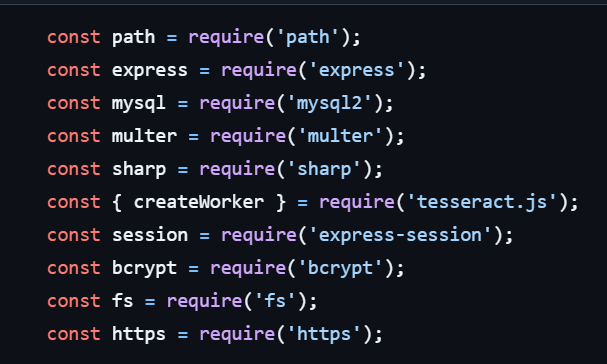 const path = require('path');
const express = require('express');
const mysql = require('mysql2');
const multer = require('multer');
const sharp = require('sharp');
const { createWorker } = require('tesseract.js');
const session = require('express-session');
const bcrypt = require('bcrypt');
const fs = require('fs');
const https = require('https');